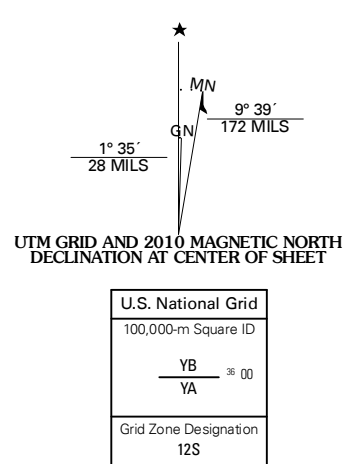 ★
MN
9° 39´
172 MILS
GN
1° 35´
28 MILS
UTM GRID AND 2010 MAGNETIC NORTH
DECLINATION AT CENTER OF SHEET
U.S. National Grid
100,000-m Square ID
YB
36 00
YA
Grid Zone Designation
12S